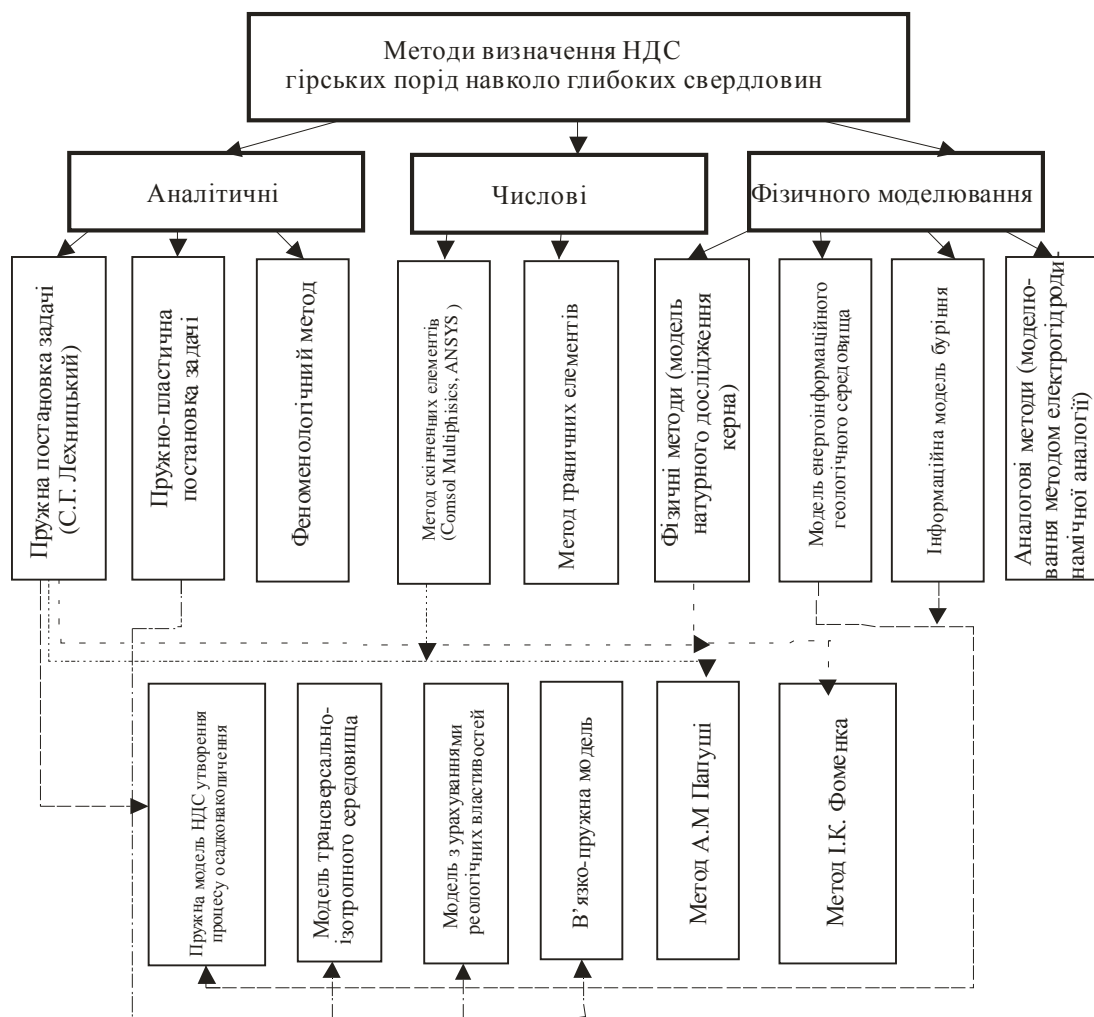 Методи визначення НДС
гірських порід навколо глибоких свердловин
Аналітичні
Числові
Фізичного моделювання
Пружна постановка задачі
(С.Г. Лехницький)
Пружно-пластична
постановка задачі
Феноменологічний метод
Метод скінченних елементів
(Comsol Multiphisics, ANSYS )
Метод граничних елементів
Фізичні методи (модель
натурного дослідження
керна)
Модель енергоінформаційного
геологічного середовища
Інформаційна модель буріння
Аналогові методи (моделю-
вання методом електрогідроди-
намічної аналогії)
Пружна модель НДС утворення
процесу осадконакопичення
Модель трансверсально-
ізотропного середовища
Модель з урахуваннями
реологічних властивостей
В’язко-пружна модель
Метод А.М Папуші
Метод І.К. Фоменка